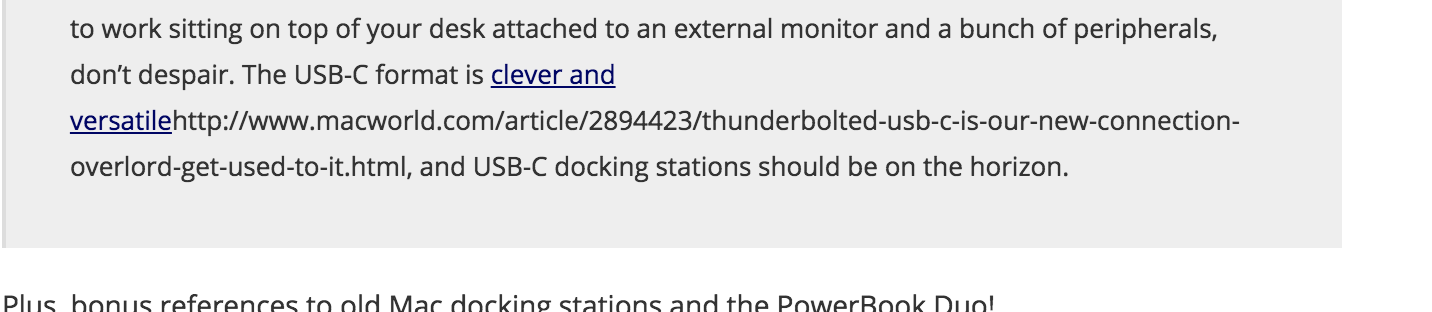 to work sitting on top of your desk attached to an external monitor and a bunch of peripherals,
don’t despair. The USB-C format is clever and
versatilehttp://www.macworld.com/article/2894423/thunderbolted-usb-c-is-our-new-connection-
overlord-get-used-to-it.html, and USB-C docking stations should be on the horizon.
Plus, bonus references to old Mac docking stations and the PowerBook Duo!